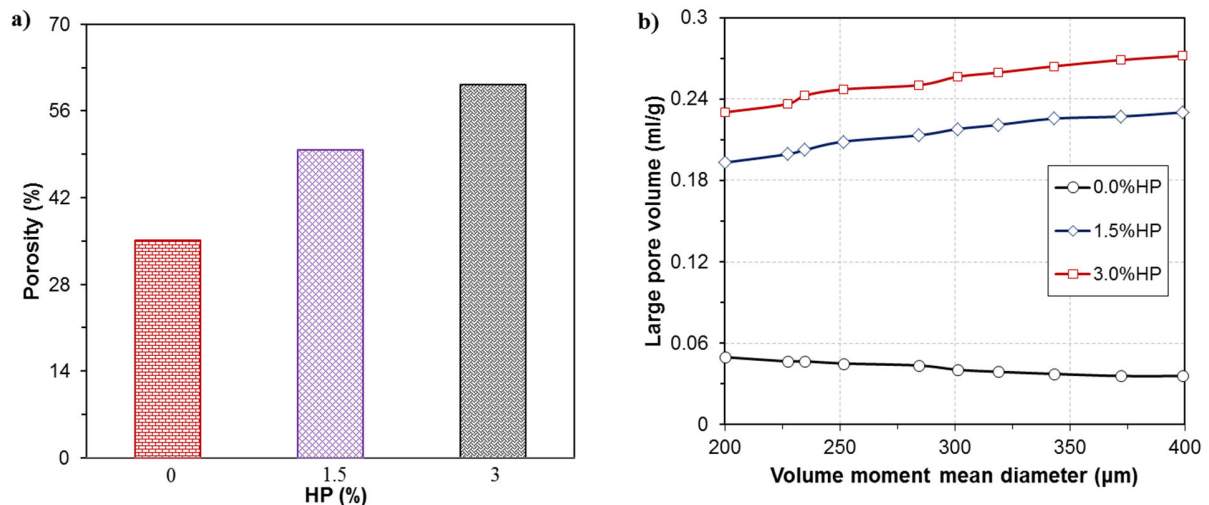 a)
70
56
42
28
14
0
Porosity (%)
0 1.5 3
HP (%)
b)
0.3
0.24
0.18
0.12
0.06
0
Large pore volume (ml/g)
0.0%HP
1.5%HP
3.0%HP
200 250 300 350 400
Volume moment mean diameter (µm)